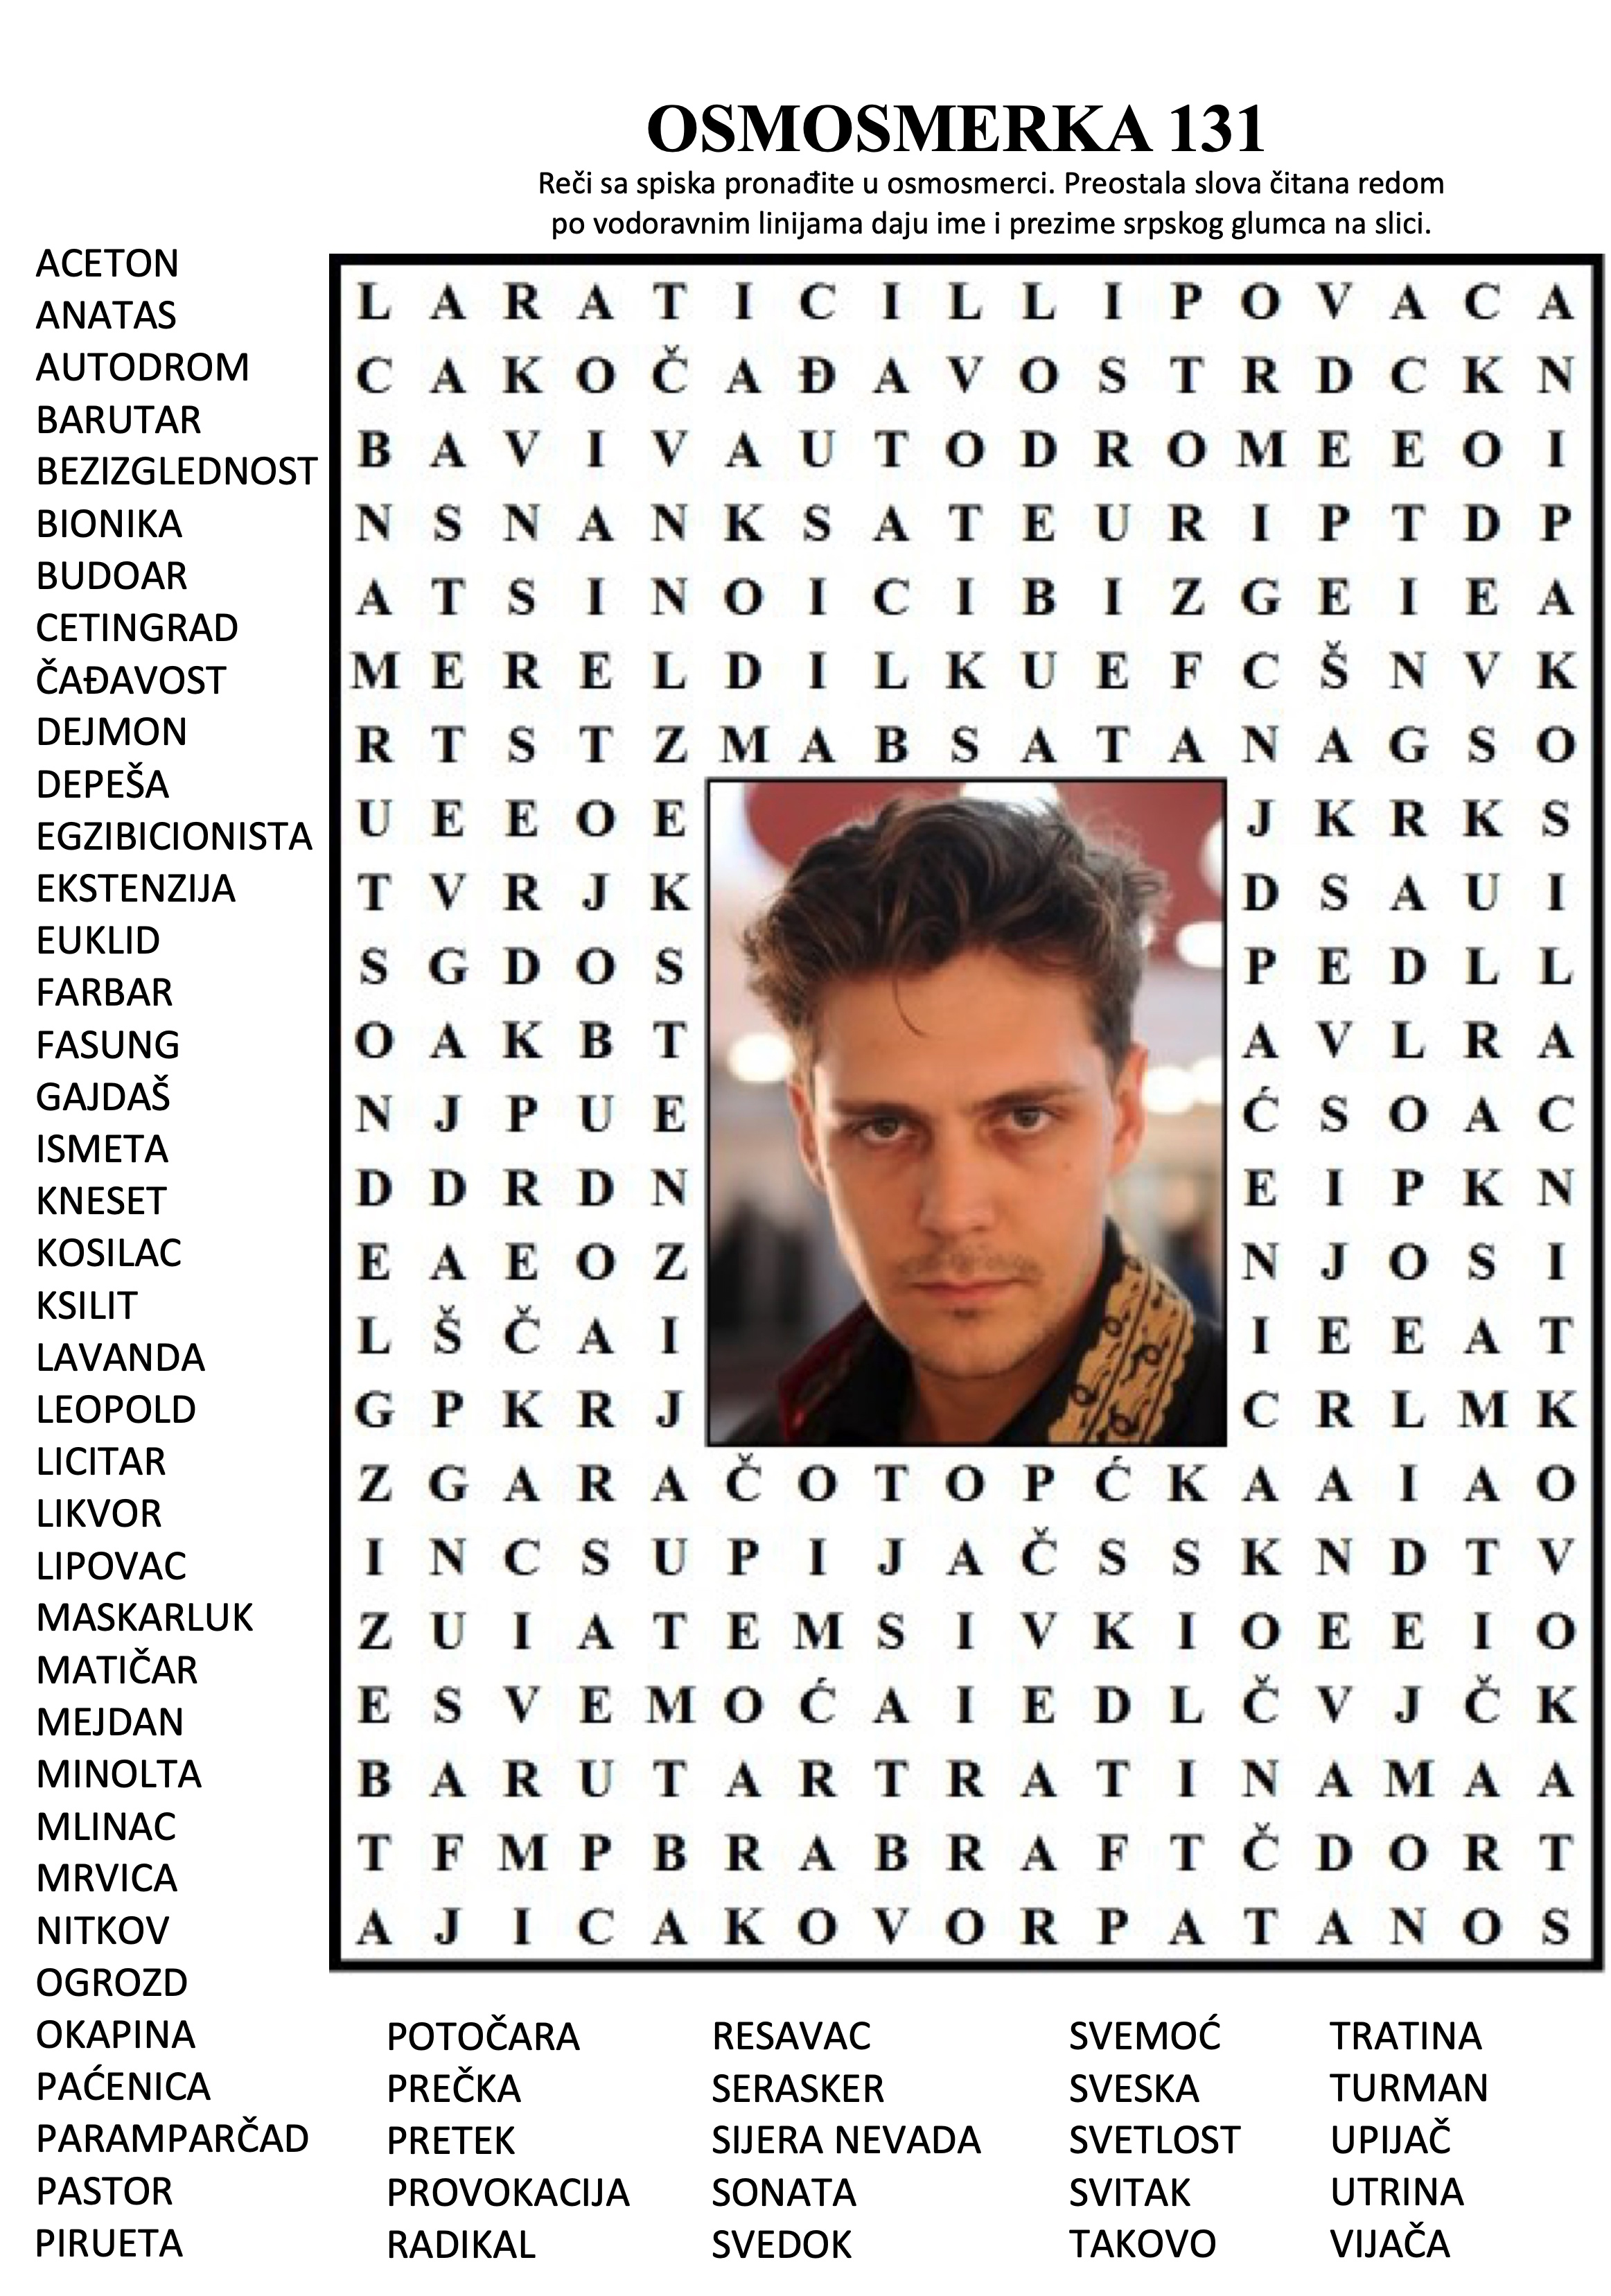 OSMOSMERKA 131
Reči sa spiska pronađite u osmosmerci. Preostala slova čitana redom
po vodoravnim linijama daju ime i prezime srpskog glumca na slici.
ACETON
ANATAS
AUTODROM
BARUTAR
BEZIZGLEDNOST
BIONIKA
BUDOAR
CETINGRAD
ČAĐAVOST
DEJMON
DEPEŠA
EGZIBICIONISTA
EKSTENZIJA
EUKLID
FARBAR
FASUNG
GAJDAŠ
ISMETA
KNESET
KOSILAC
KSILIT
LAVANDA
LEOPOLD
LICITAR
LIKVOR
LIPOVAC
MASKARLUK
MATIČAR
MEJDAN
MINOLTA
MLINAC
MRVICA
NITKOV
OGROZD
OKAPINA
PAĆENICA
PARAMPARČAD
PASTOR
PIRUETA
L A R A T I C I L L I P O V A C A
C A K O Č A Đ A V O S T R D C K N
B A V I V A U T O D R O M E E O I
N S N A N K S A T E U R I P T D P
A T S I N O I C I B I Z G E I E A
M E R E L D I L K U E F C Š N V K
R T S T Z M A B S A T A N A G S O
U E E O E J K R K S
T V R J K D S A U I
S G D O S P E D L L
O A K B T A V L R A
N J P U E Ć S O A C
D D R D N E I P K N
E A E O Z N J O S I
L Š Č A I I E E A T
G P K R J C R L M K
Z G A R A Č O T O P Ć K A A I A O
I N C S U P I J A Č S S K N D T V
Z U I A T E M S I V K I O E E I O
E S V E M O Ć A I E D L Č V J Č K
B A R U T A R T R A T I N A M A A
T F M P B R A B R A F T Č D O R T
A J I C A K O V O R P A T A N O S
POTOČARA
PREČKA
PRETEK
PROVOKACIJA
RADIKAL
RESAVAC
SERASKER
SIJERA NEVADA
SONATA
SVEDOK
SVEMOĆ
SVESKA
SVETLOST
SVITAK
TAKOVO
TRATINA
TURMAN
UPIJAČ
UTRINA
VIJAČA